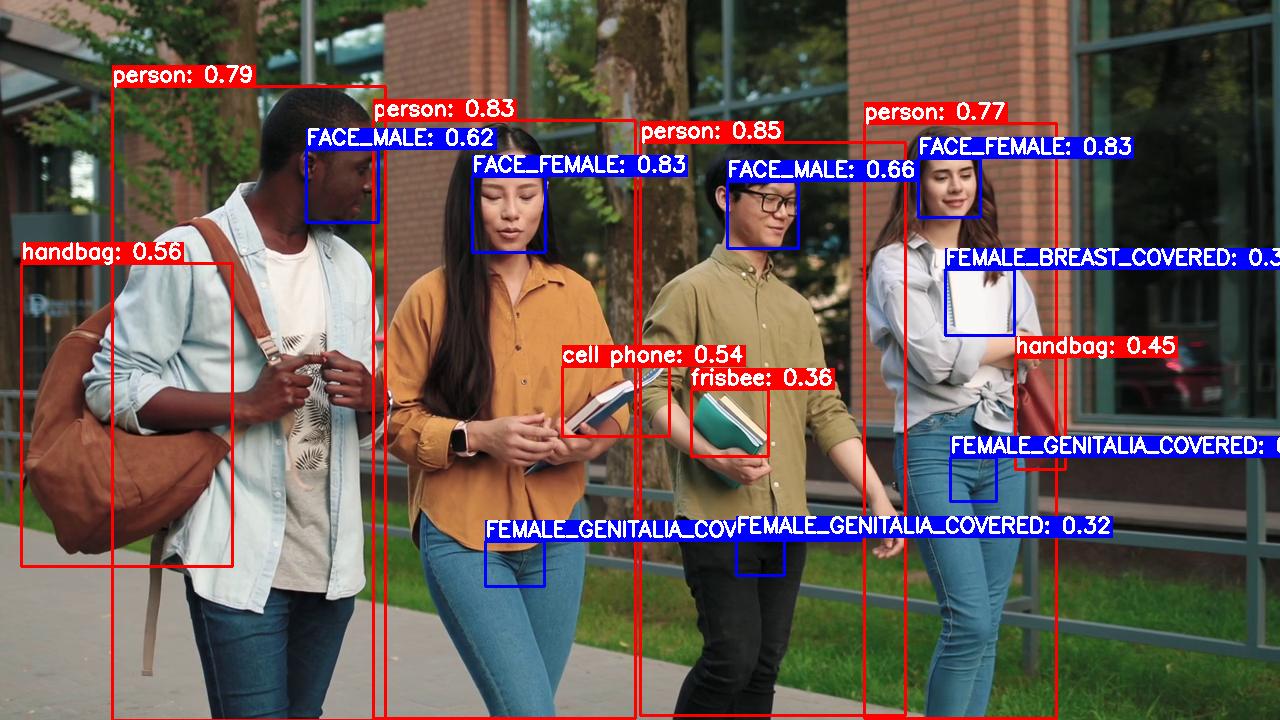 person: 0.79
person: 0.83
person: 0.77
person: 0.85
FACE_MALE: 0.62
FACE_FEMALE: 0.83
FACE_MALE: 0.66
FACE_FEMALE: 0.83
handbag: 0.56
FEMALE_BREAST_COVERED: 0.3
cell phone: 0.54
handbag: 0.45
frisbee: 0.36
FEMALE_GENITALIA_COVERED:
FEMALE_GENITALIA_COV
FEMALE_GENITALIA_COVERED: 0.32